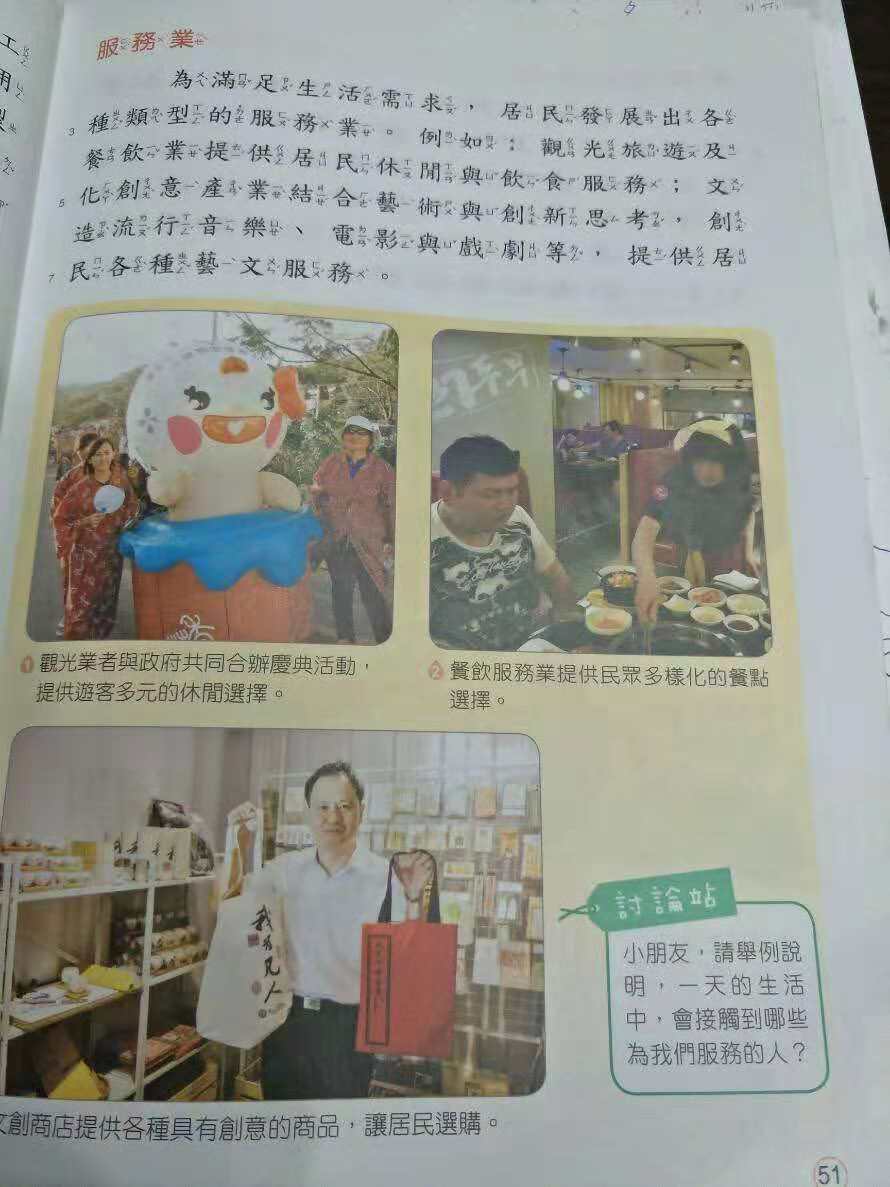 服務業
為滿足生活需求，居民發展出各
3 種類型的服務業。例如：觀光旅遊及
餐飲業提供居民休閒與飲食服務；文
5 化創意產業結合藝術與創新思考，創
造流行音樂、電影與戲劇等，提供居
7 民各種藝文服務。
1 觀光業者與政府共同合辦慶典活動，
提供遊客多元的休閒選擇。
2 餐飲服務業提供民眾多樣化的餐點
選擇。
我為凡人
討論站
小朋友，請舉例說
明，一天的生活
中，會接觸到哪些
為我們服務的人？
文創商店提供各種具有創意的商品，讓居民選購。
51